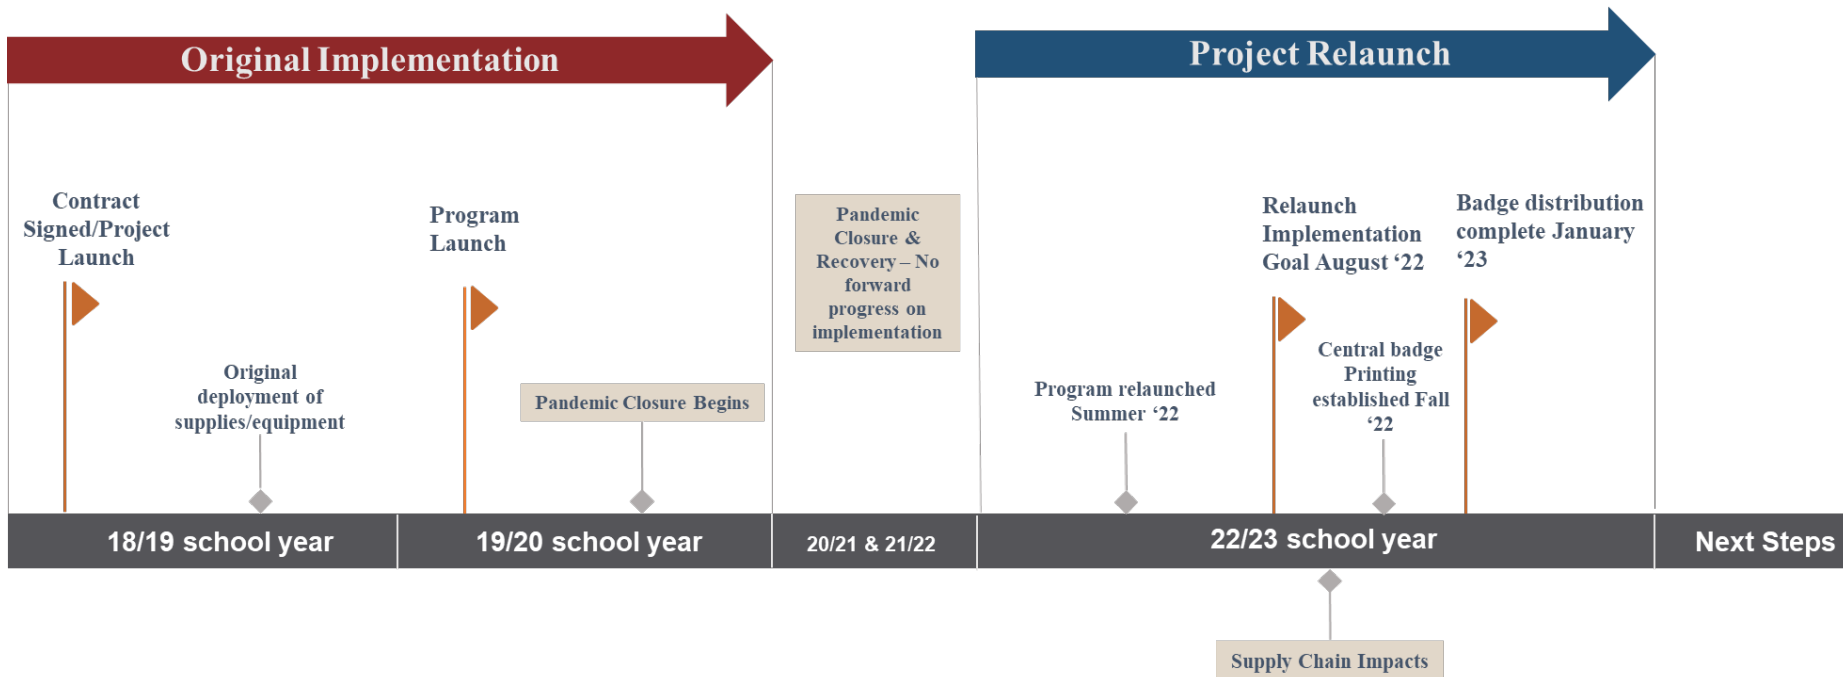 Original Implementation
Project Relaunch
Contract
Signed/Project
Launch
Original
deployment of
supplies/equipment
Program
Launch
Pandemic Closure Begins
Pandemic
Closure &
Recovery – No
forward
progress on
implementation
Program relaunched
Summer ‘22
Relaunch
Implementation
Goal August ‘22
Central badge
Printing
established Fall
‘22
Badge distribution
complete January
‘23
18/19 school year
19/20 school year
20/21 & 21/22
22/23 school year
Next Steps
Supply Chain Impacts